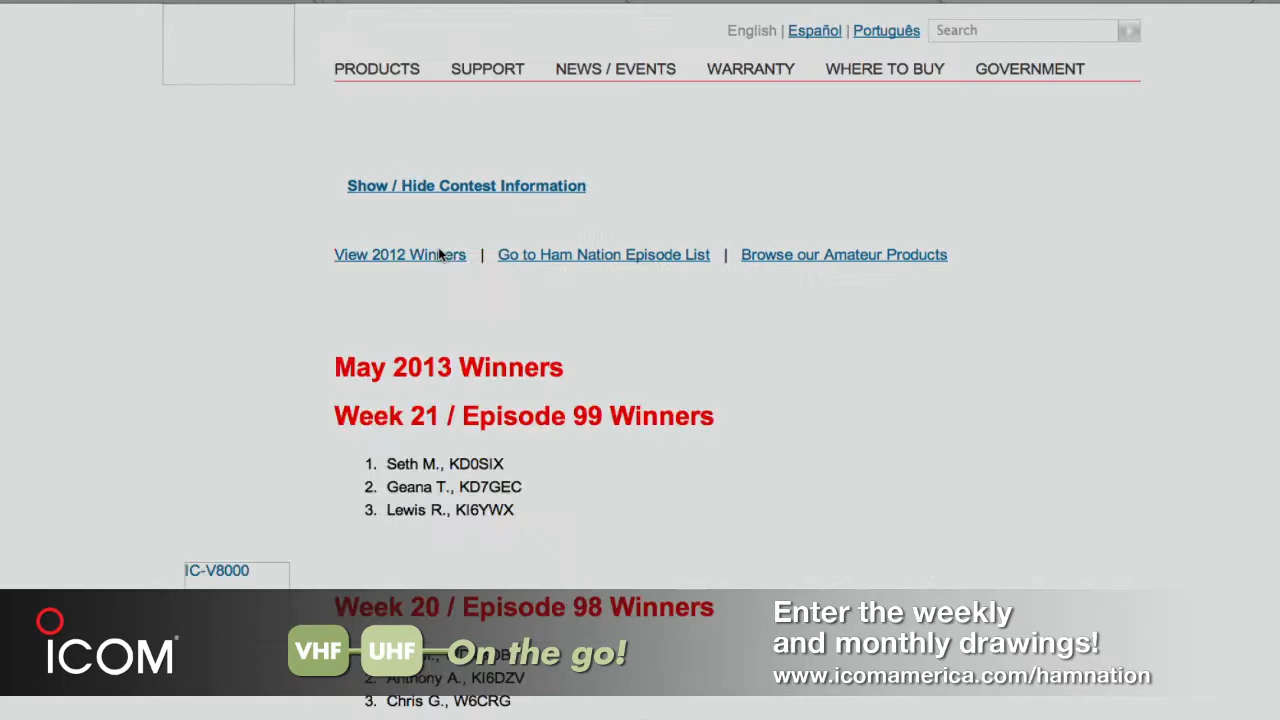 English | Español | Português
Search
PRODUCTS SUPPORT NEWS / EVENTS WARRANTY WHERE TO BUY GOVERNMENT
Show / Hide Contest Information
View 2012 Winners | Go to Ham Nation Episode List | Browse our Amateur Products
May 2013 Winners
Week 21 / Episode 99 Winners
1. Seth M., KD0SIX
2. Geana T., KD7GEC
3. Lewis R., KI6YWX
IC-V8000
Week 20 / Episode 98 Winners
2. Anthony A., KI6DZV
3. Chris G., W6CRG
ICOM
VHF UHF On the go!
Enter the weekly
and monthly drawings!
www.icomamerica.com/hamnation